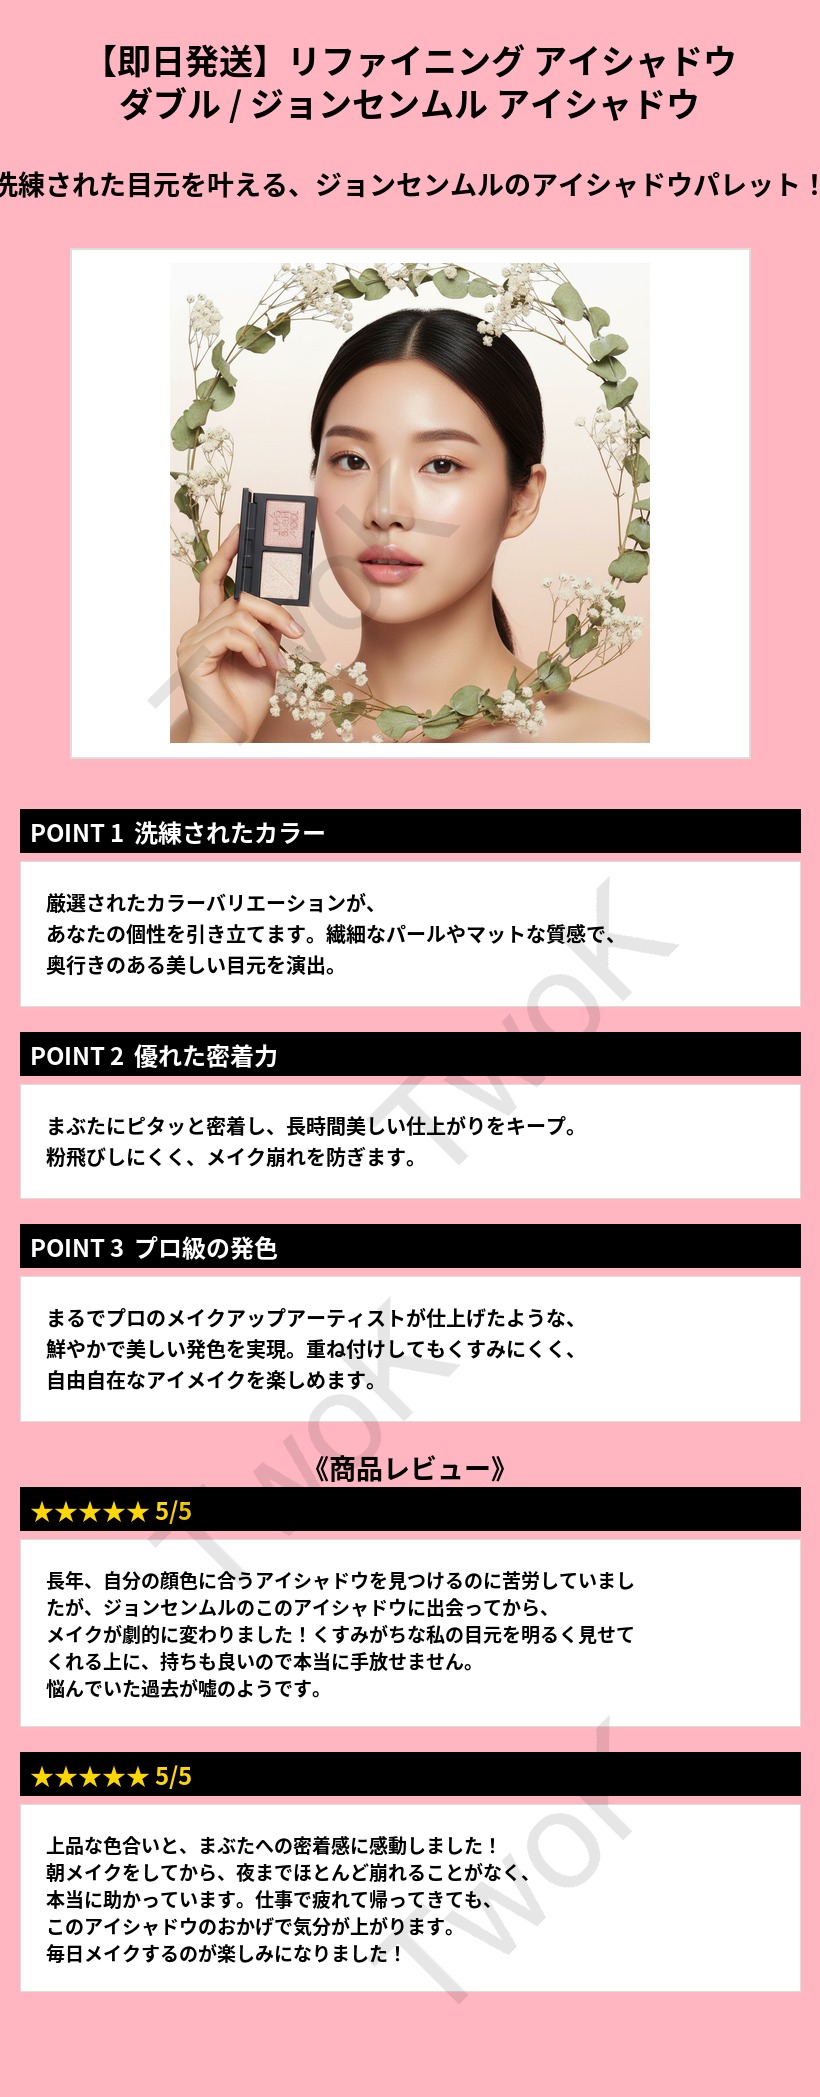 【即日発送】リファイニング アイシャドウ
ダブル / ジョンセンムル アイシャドウ
洗練された目元を叶える、ジョンセンムルのアイシャドウパレット！
TwoK
POINT 1 洗練されたカラー
厳選されたカラーバリエーションが、
あなたの個性を引き立てます。繊細なパールやマットな質感で、
奥行きのある美しい目元を演出。
TwoK
POINT 2 優れた密着力
まぶたにピタッと密着し、長時間美しい仕上がりをキープ。
粉飛びしにくく、メイク崩れを防ぎます。
POINT 3 プロ級の発色
まるでプロのメイクアップアーティストが仕上げたような、
鮮やかで美しい発色を実現。重ね付けしてもくすみにくく、
自由自在なアイメイクを楽しめます。
TwoK
《商品レビュー》
★★★★★ 5/5
長年、自分の顔色に合うアイシャドウを見つけるのに苦労していまし
たが、ジョンセンムルのこのアイシャドウに出会ってから、
メイクが劇的に変わりました！くすみがちな私の目元を明るく見せて
くれる上に、持ちも良いので本当に手放せません。
悩んでいた過去が嘘のようです。
★★★★★ 5/5
上品な色合いと、まぶたへの密着感に感動しました！
朝メイクをしてから、夜までほとんど崩れることがなく、
本当に助かっています。仕事で疲れて帰ってきても、
このアイシャドウのおかげで気分が上がります。
毎日メイクするのが楽しみになりました！
TwoK